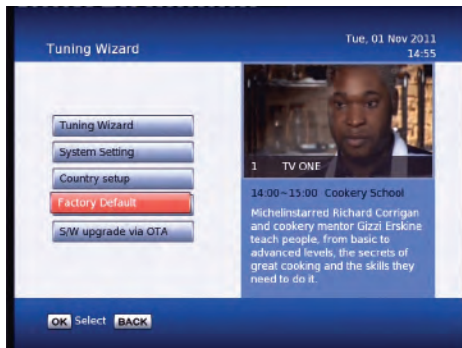 Tuning Wizard
Tue, 01 Nov 2011
14:55
Tuning Wizard
System Setting
Country setup
Factory Default
S/W upgrade via OTA
1 TV ONE
14:00~15:00 Cookery School
Michelinstarred Richard Corrigan
and cookery mentor Gizzi Erskine
teach people, from basic to
advanced levels, the secrets of
great cooking and the skills they
need to do it.
OK Select BACK